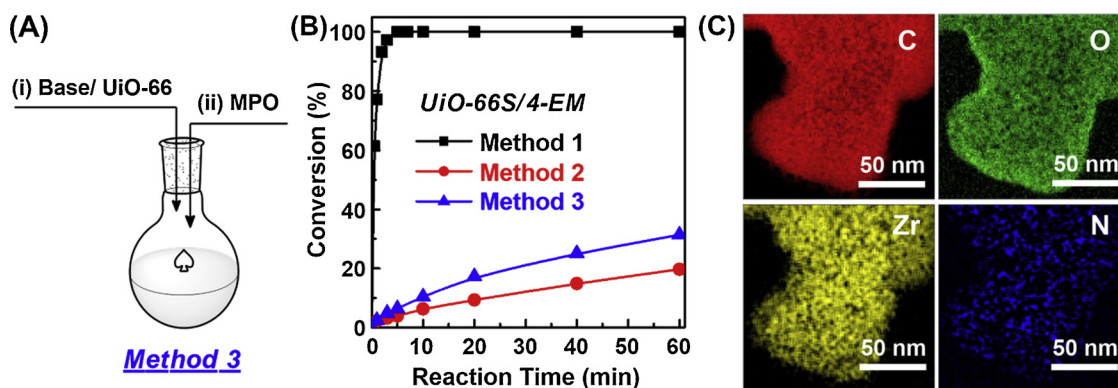 (A)
(i) Base/ UiO-66
(ii) MPO
Method 3
(B)
Conversion (%)
100
80
60
40
20
0
UiO-66S/4-EM
Method 1
Method 2
Method 3
0 10 20 30 40 50 60
Reaction Time (min)
(C)
C
50 nm
O
50 nm
Zr
50 nm
N
50 nm